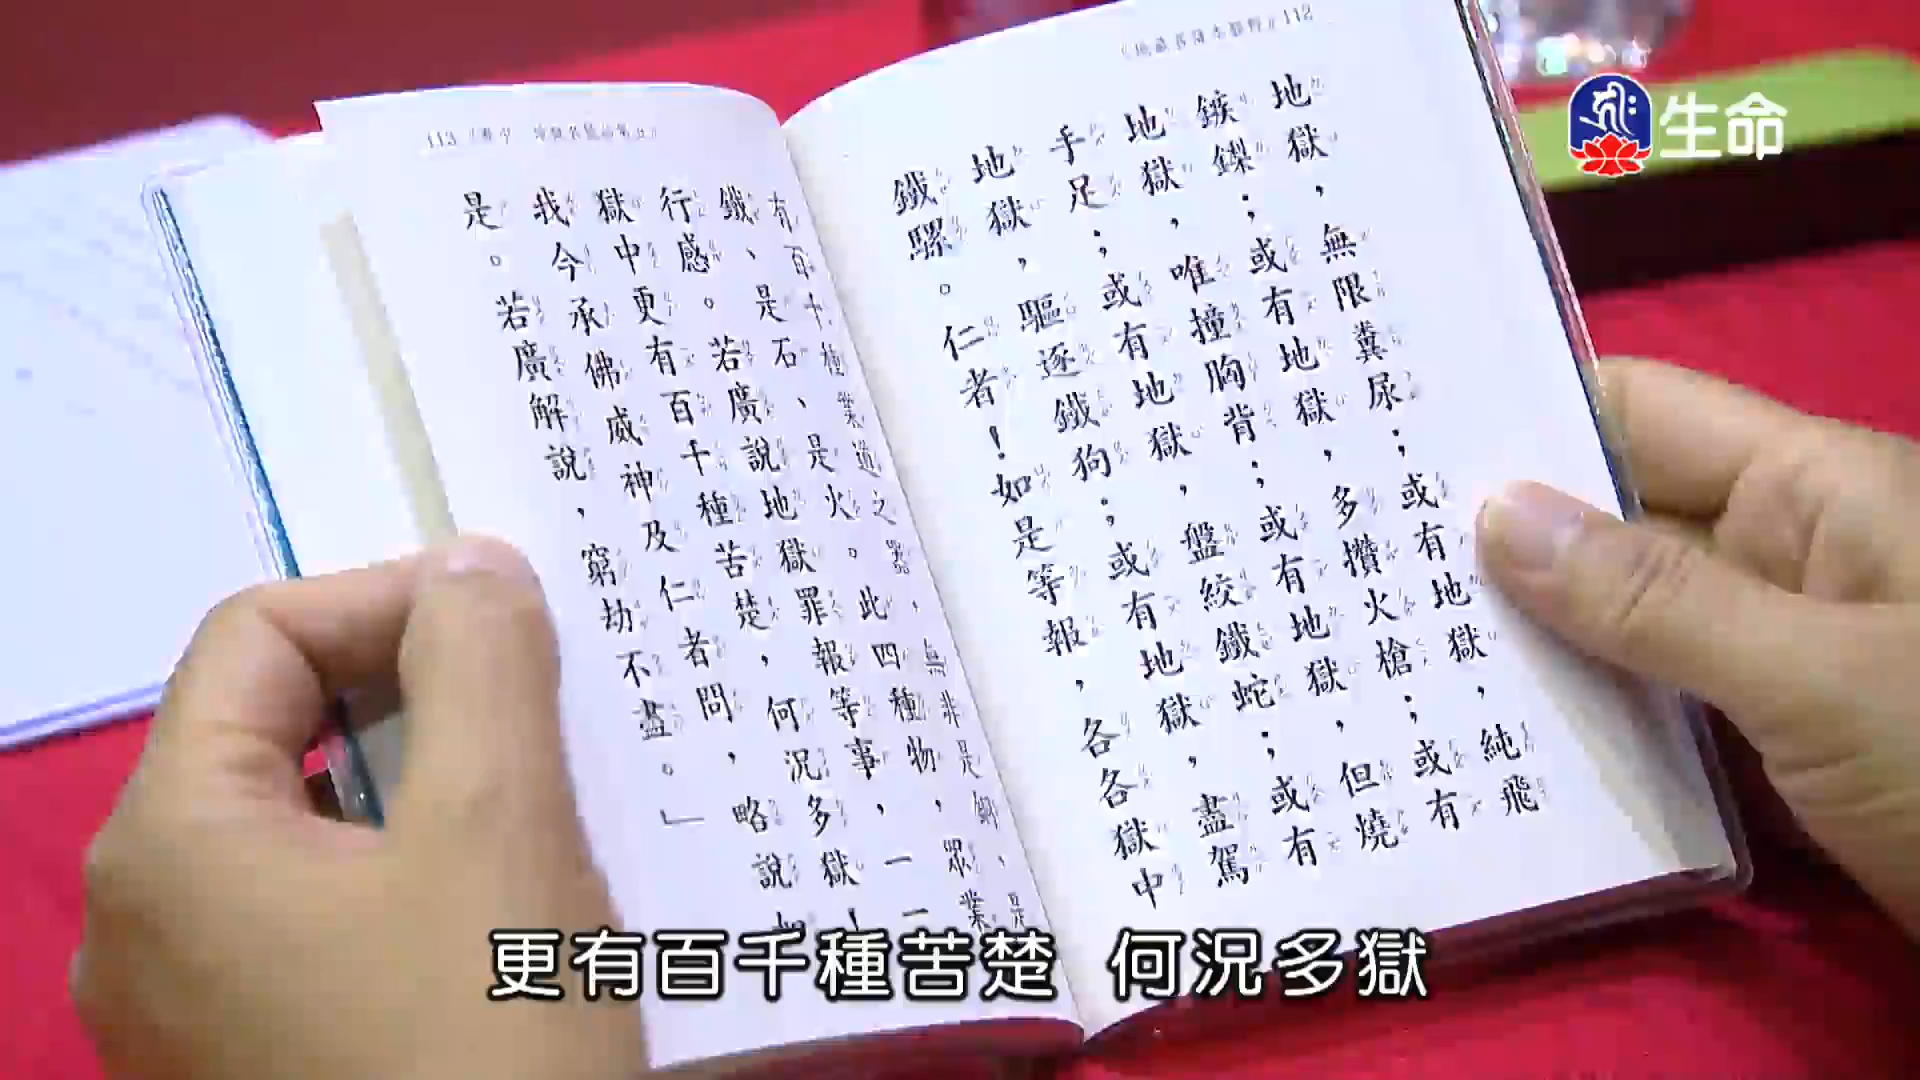 《地藏菩薩本願經》112
地獄，無限糞尿；或有地獄，純飛
鏃鏫；或有地獄，多攢火槍；或有
地獄，唯撞胸背；或有地獄，但燒
手足；或有地獄，盤絞鐵蛇；或有
地獄，驅逐鐵狗；或有地獄，盡駕
鐵騾。仁者！如是等報，各各獄中
113
有百千種業道之器，無非是銅、是
鐵、是石、是火。此四種物，眾業
行感。若廣說地獄罪報等事，一一
獄中更有百千種苦楚，何況多獄！
我今承佛威神及仁者問，略說如
是。若廣解說，窮劫不盡。」
生命
更有百千種苦楚 何況多獄